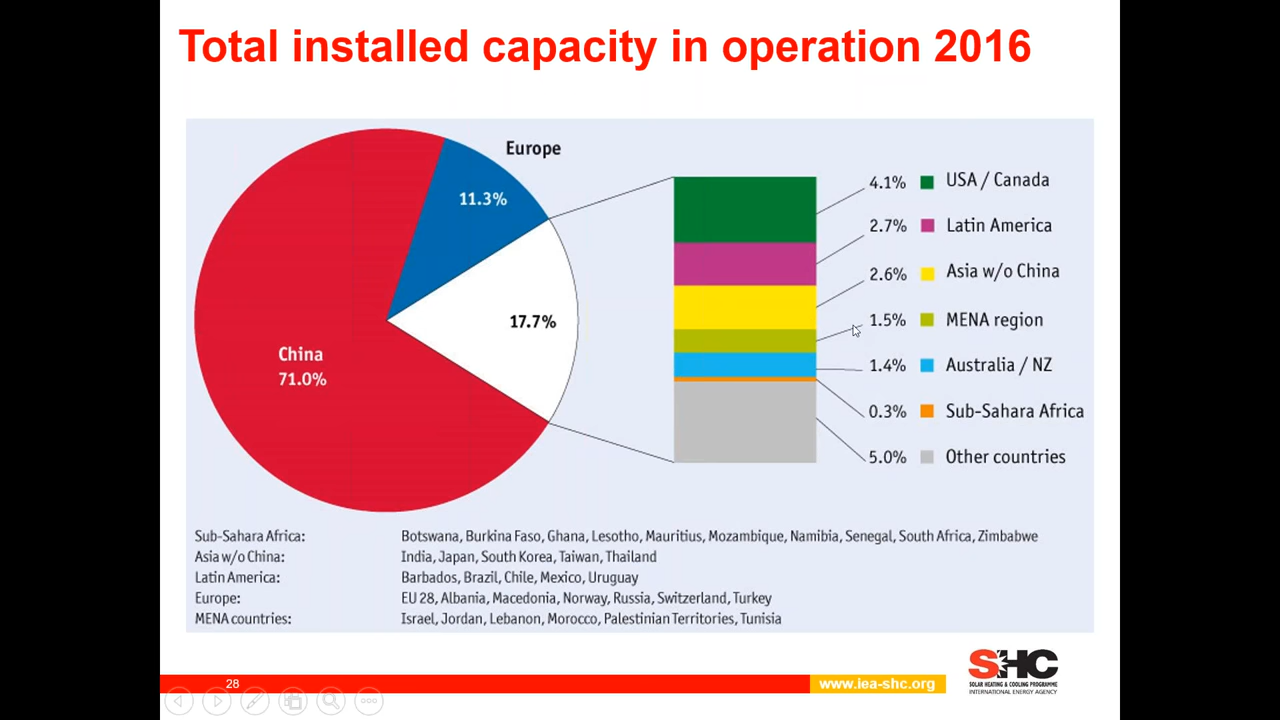 Total installed capacity in operation 2016
Europe
11.3%
17.7%
China
71.0%
4.1% USA / Canada
2.7% Latin America
2.6% Asia w/o China
1.5% MENA region
1.4% Australia / NZ
0.3% Sub-Sahara Africa
5.0% Other countries
Sub-Sahara Africa: Botswana, Burkina Faso, Ghana, Lesotho, Mauritius, Mozambique, Namibia, Senegal, South Africa, Zimbabwe
Asia w/o China: India, Japan, South Korea, Taiwan, Thailand
Latin America: Barbados, Brazil, Chile, Mexico, Uruguay
Europe: EU 28, Albania, Macedonia, Norway, Russia, Switzerland, Turkey
MENA countries: Israel, Jordan, Lebanon, Morocco, Palestinian Territories, Tunisia
28
www.iea-shc.org
SHC
SOLAR HEATING & COOLING PROGRAMME
INTERNATIONAL ENERGY AGENCY